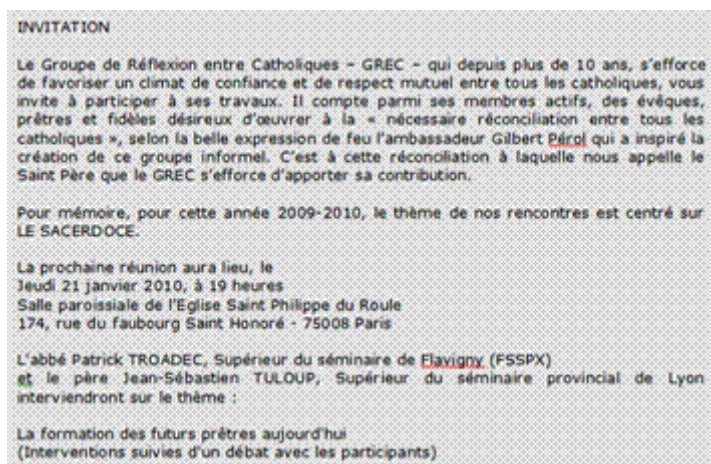 INVITATION
Le Groupe de Réflexion entre Catholiques – GREC – qui depuis plus de 10 ans, s'efforce
de favoriser un climat de confiance et de respect mutuel entre tous les catholiques, vous
invite à participer à ses travaux. Il compte parmi ses membres actifs, des évêques,
prêtres et fidèles désireux d'œuvrer à la « nécessaire réconciliation entre tous les
catholiques », selon la belle expression de feu l'ambassadeur Gilbert Pérol qui a inspiré la
création de ce groupe informel. C'est à cette réconciliation à laquelle nous appelle le
Saint Père que le GREC s'efforce d'apporter sa contribution.
Pour mémoire, pour cette année 2009-2010, le thème de nos rencontres est centré sur
LE SACERDOCE.
La prochaine réunion aura lieu, le
Jeudi 21 janvier 2010, à 19 heures
Salle paroissiale de l'Eglise Saint Philippe du Roule
174, rue du faubourg Saint Honoré - 75008 Paris
L'abbé Patrick TROADEC, Supérieur du séminaire de Flavigny (FSSPX)
et le père Jean-Sébastien TULOUP, Supérieur du séminaire provincial de Lyon
interviendront sur le thème :
La formation des futurs prêtres aujourd'hui
(Interventions suivies d'un débat avec les participants)